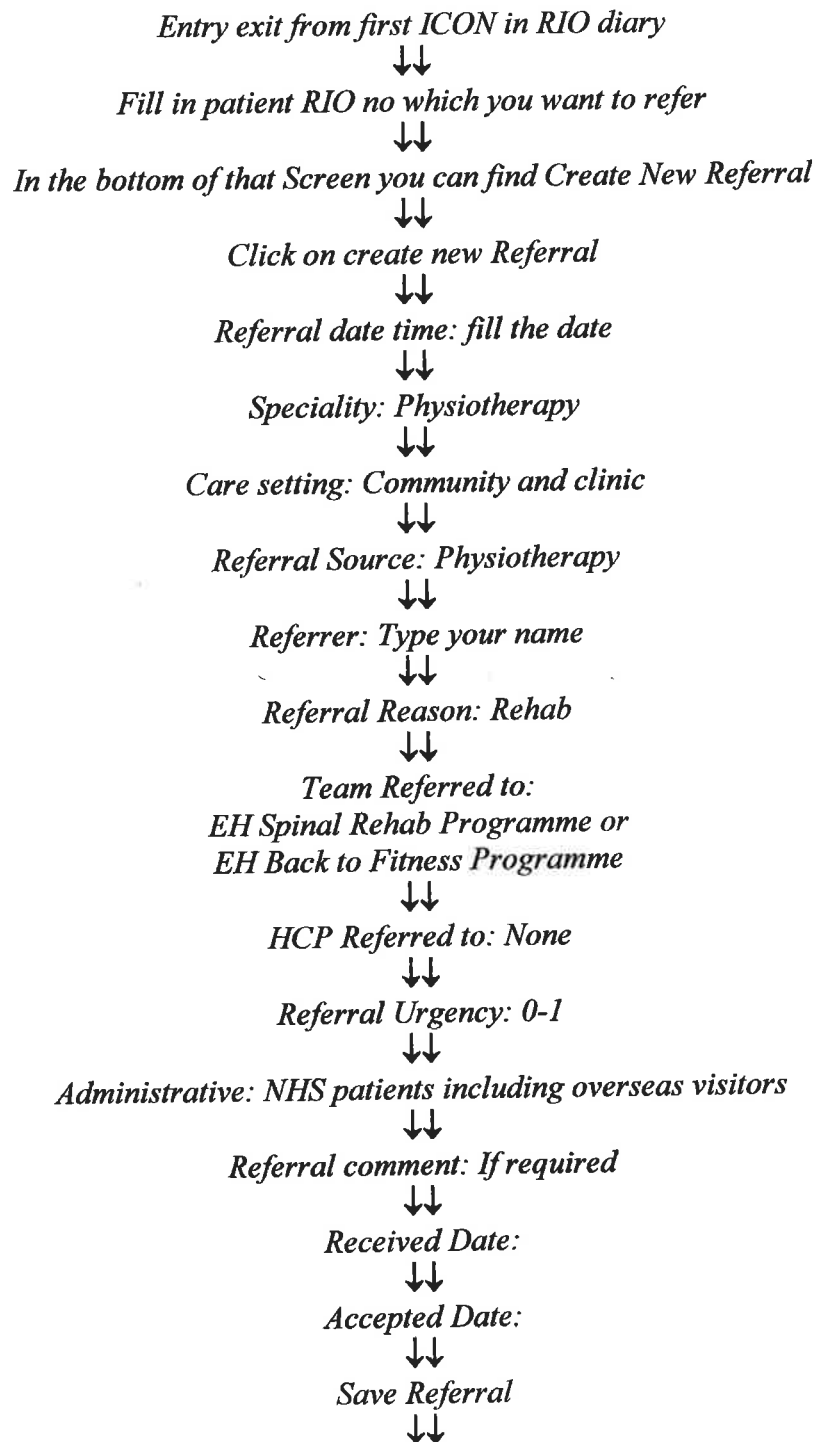 Entry exit from first ICON in RIO diary
↓↓
Fill in patient RIO no which you want to refer
↓↓
In the bottom of that Screen you can find Create New Referral
↓↓
Click on create new Referral
↓↓
Referral date time: fill the date
↓↓
Speciality: Physiotherapy
↓↓
Care setting: Community and clinic
↓↓
Referral Source: Physiotherapy
↓↓
Referrer: Type your name
↓↓
Referral Reason: Rehab
↓↓
Team Referred to:
EH Spinal Rehab Programme or
EH Back to Fitness Programme
↓↓
HCP Referred to: None
↓↓
Referral Urgency: 0-1
↓↓
Administrative: NHS patients including overseas visitors
↓↓
Referral comment: If required
↓↓
Received Date:
↓↓
Accepted Date:
↓↓
Save Referral
↓↓